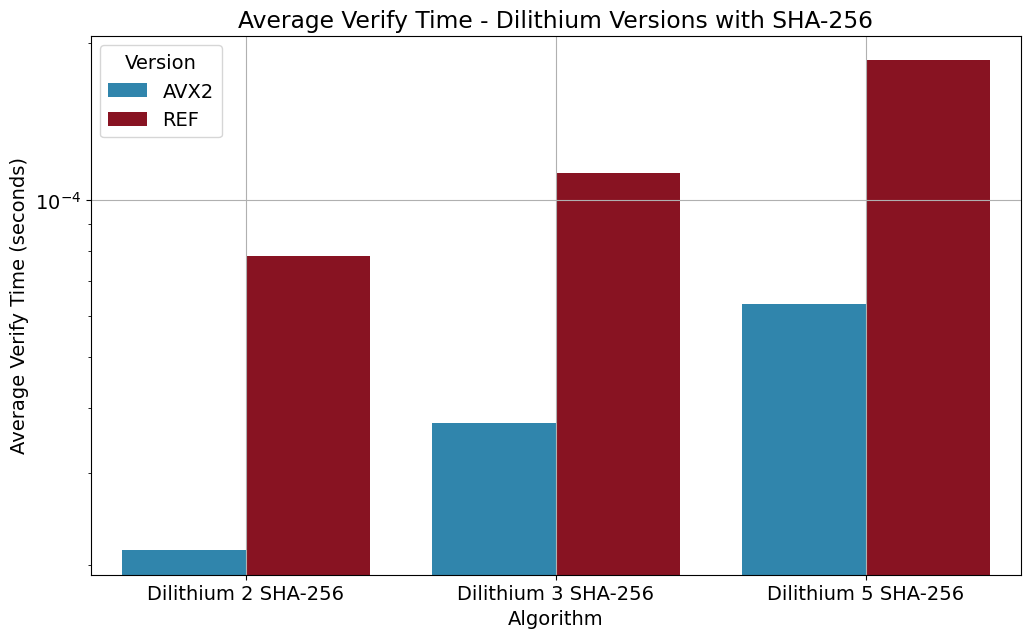 Average Verify Time - Dilithium Versions with SHA-256
Version
AVX2
REF
Average Verify Time (seconds)
10⁻⁴
Dilithium 2 SHA-256
Dilithium 3 SHA-256
Dilithium 5 SHA-256
Algorithm